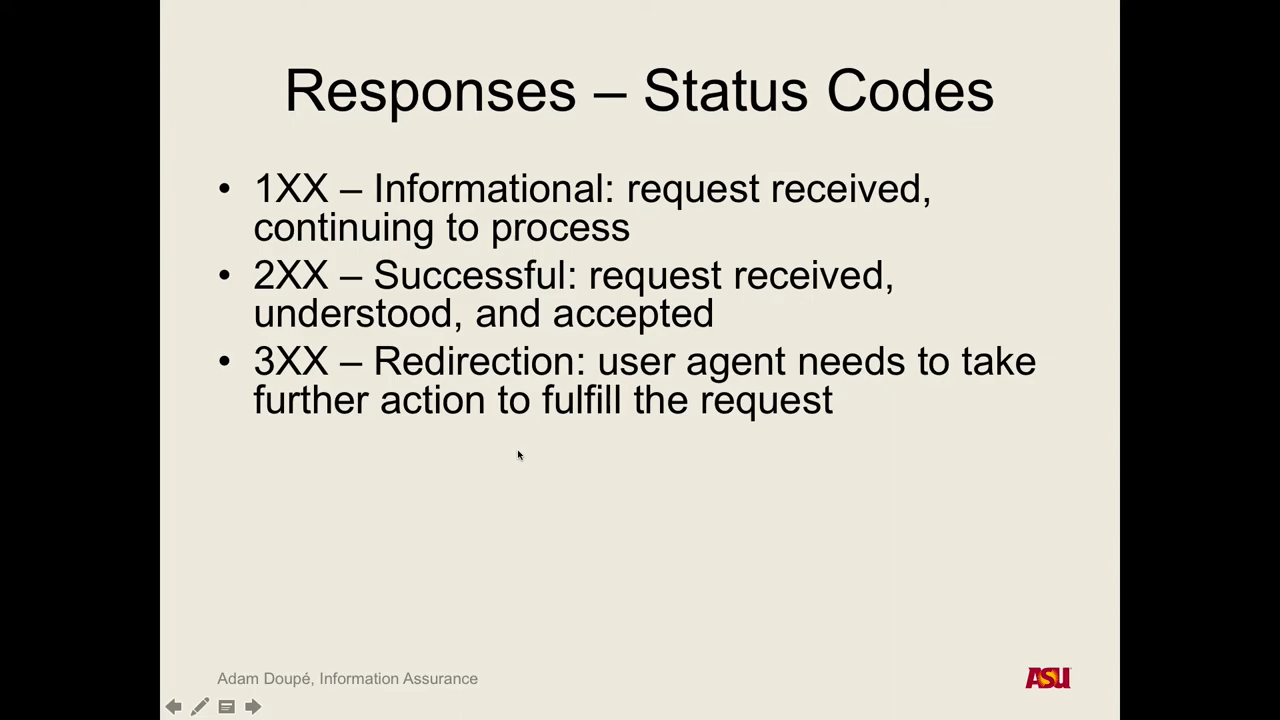 Responses – Status Codes
• 1XX – Informational: request received,
continuing to process
• 2XX – Successful: request received,
understood, and accepted
• 3XX – Redirection: user agent needs to take
further action to fulfill the request
Adam Doupé, Information Assurance
ASU